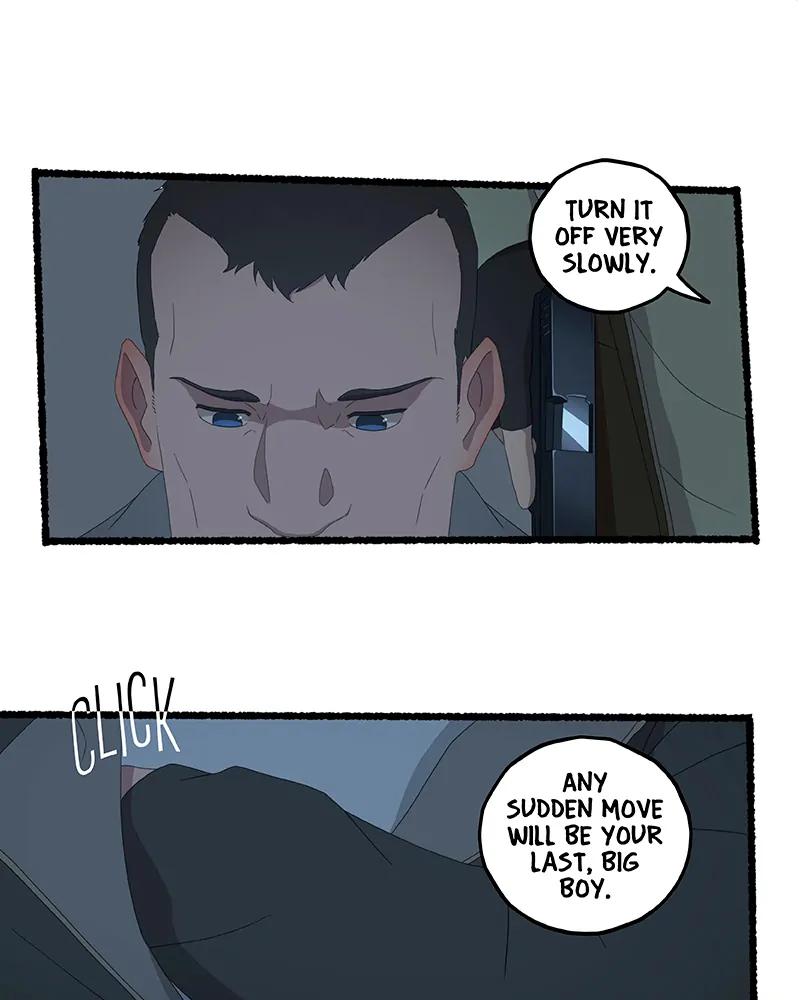 TURN IT
OFF VERY
SLOWLY.
CLICK
ANY
SUDDEN MOVE
WILL BE YOUR
LAST, BIG
BOY.